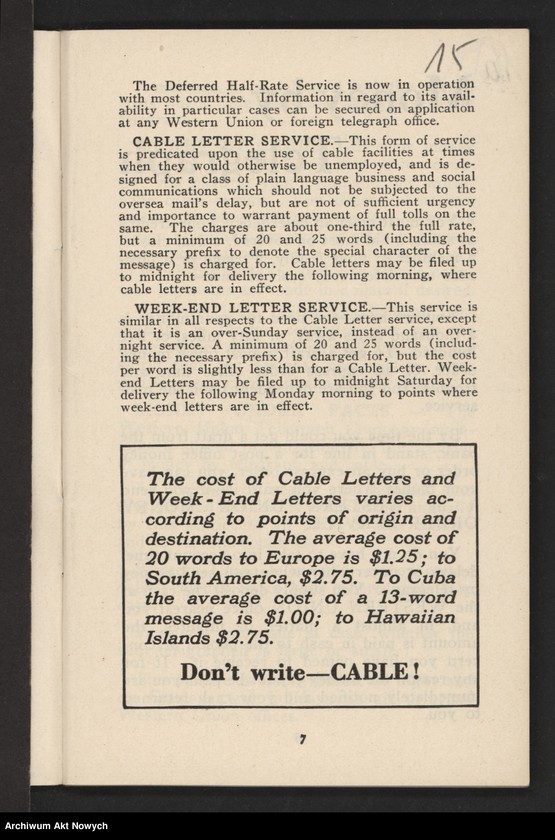 15
The Deferred Half-Rate Service is now in operation
with most countries. Information in regard to its avail-
ability in particular cases can be secured on application
at any Western Union or foreign telegraph office.
CABLE LETTER SERVICE.—This form of service
is predicated upon the use of cable facilities at times
when they would otherwise be unemployed, and is de-
signed for a class of plain language business and social
communications which should not be subjected to the
oversea mail's delay, but are not of sufficient urgency
and importance to warrant payment of full tolls on the
same. The charges are about one-third the full rate,
but a minimum of 20 and 25 words (including the
necessary prefix to denote the special character of the
message) is charged for. Cable letters may be filed up
to midnight for delivery the following morning, where
cable letters are in effect.
WEEK-END LETTER SERVICE.—This service is
similar in all respects to the Cable Letter service, except
that it is an over-Sunday service, instead of an over-
night service. A minimum of 20 and 25 words (includ-
ing the necessary prefix) is charged for, but the cost
per word is slightly less than for a Cable Letter. Week-
end Letters may be filed up to midnight Saturday for
delivery the following Monday morning to points where
week-end letters are in effect.
The cost of Cable Letters and
Week-End Letters varies ac-
cording to points of origin and
destination. The average cost of
20 words to Europe is $1.25; to
South America, $2.75. To Cuba
the average cost of a 13-word
message is $1.00; to Hawaiian
Islands $2.75.
Don't write—CABLE!
7
Archiwum Akt Nowych